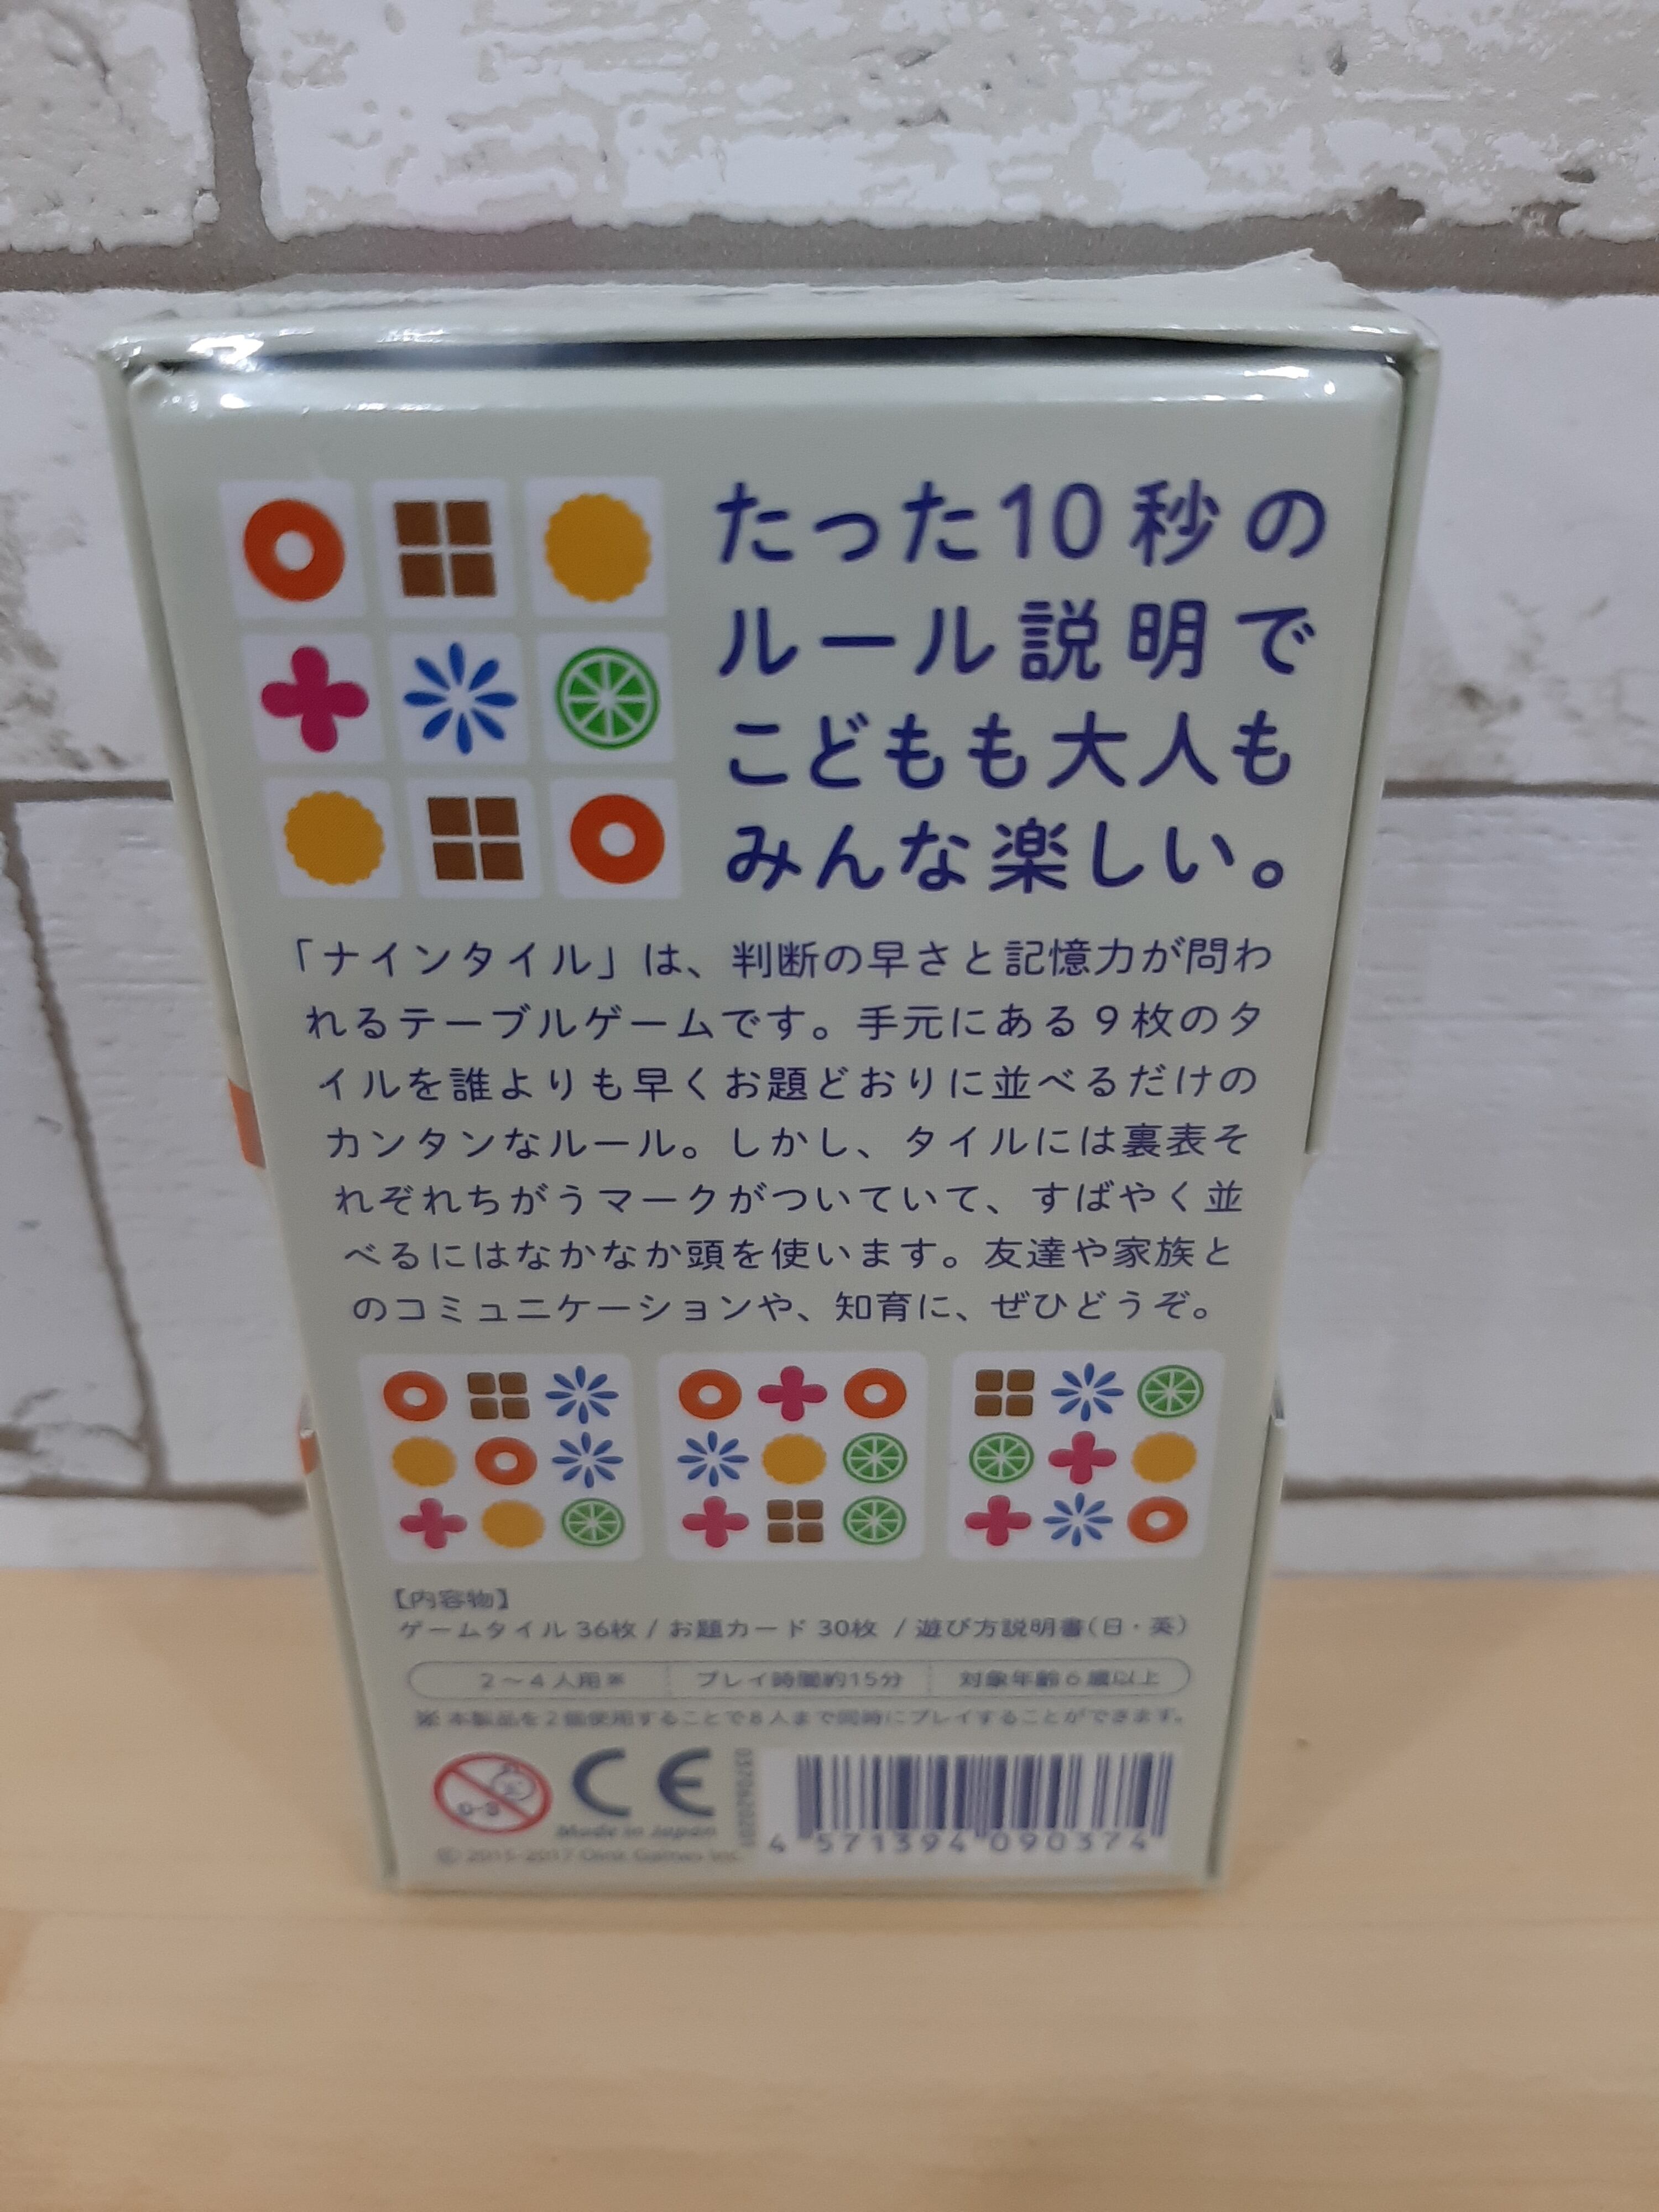 たった10秒の
ルール説明で
こどもも大人も
みんな楽しい。
「ナインタイル」は、判断の早さと記憶力が問わ
れるテーブルゲームです。手元にある9枚のタ
イルを誰よりも早くお題どおりに並べるだけの
カンタンなルール。しかし、タイルには裏表そ
れぞれちがうマークがついていて、すばやく並
べるにはなかなか頭を使います。友達や家族と
のコミュニケーションや、知育に、ぜひどうぞ。
【内容物】
ゲームタイル 36枚 / お題カード 30枚 / 遊び方説明書(日・英)
2～4人用※ プレイ時間約15分 対象年齢6歳以上
※ 本製品を2個使用することで8人まで同時にプレイすることができます。
0-3
CE
Made in Japan
© 2015-2017 Oink Games Inc.
4 571394 090374